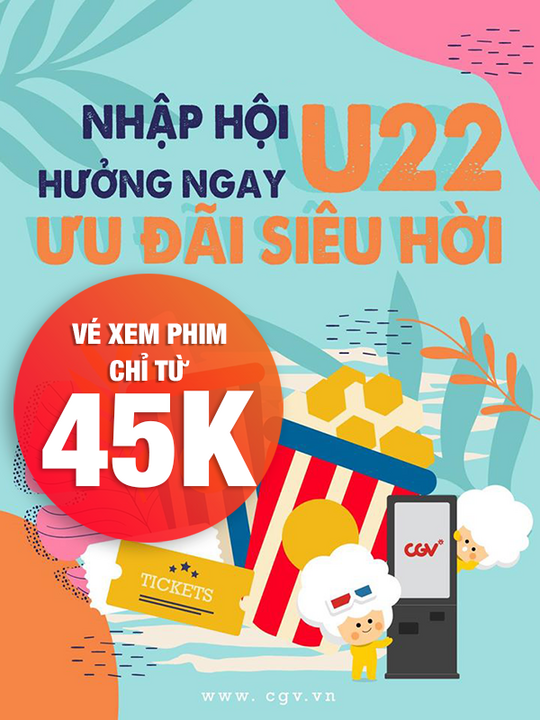 NHẬP HỘI U22
HƯỞNG NGAY
ƯU ĐÃI SIÊU HỜI
VÉ XEM PHIM
CHỈ TỪ
45K
CGV
TICKETS
www. cgv.vn